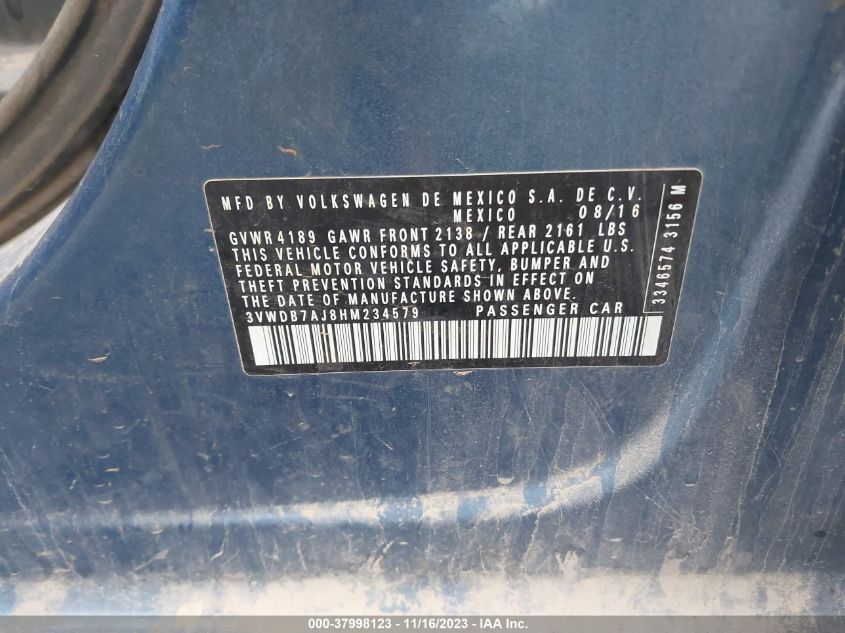 MFD BY VOLKSWAGEN DE MEXICO S.A. DE C.V.
MEXICO 08/16
GVWR 4189 GAWR FRONT 2138 / REAR 2161 LBS
THIS VEHICLE CONFORMS TO ALL APPLICABLE U.S.
FEDERAL MOTOR VEHICLE SAFETY, BUMPER AND
THEFT PREVENTION STANDARDS IN EFFECT ON
THE DATE OF MANUFACTURE SHOWN ABOVE.
3VWDB7AJ8HM234579 PASSENGER CAR
3346574 3156 M
000-37998123 - 11/16/2023 - IAA Inc.